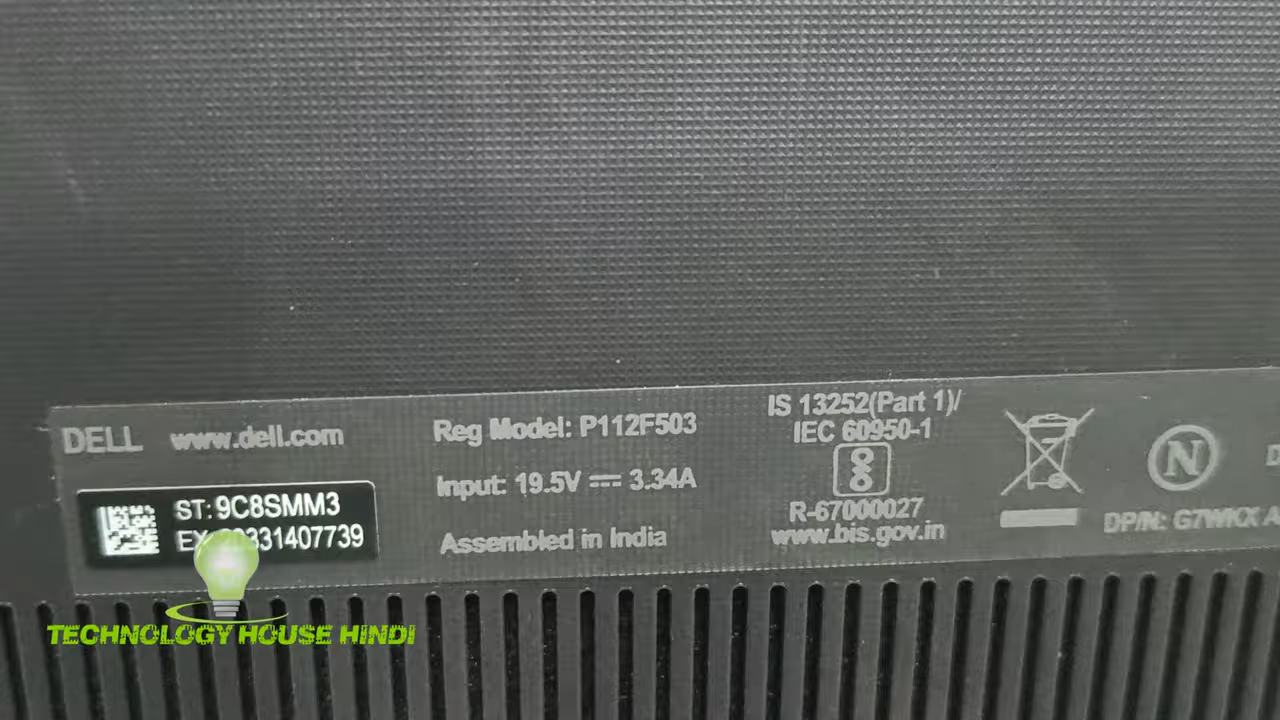 DELL www.dell.com
ST: 9C8SMM3
331407739
Reg Model: P112F503
Input: 19.5V 3.34A
Assembled in India
IS 13252(Part 1)/
IEC 60950-1
R-67000027
www.bis.gov.in
N
DP/N:
TECHNOLOGY HOUSE HINDI